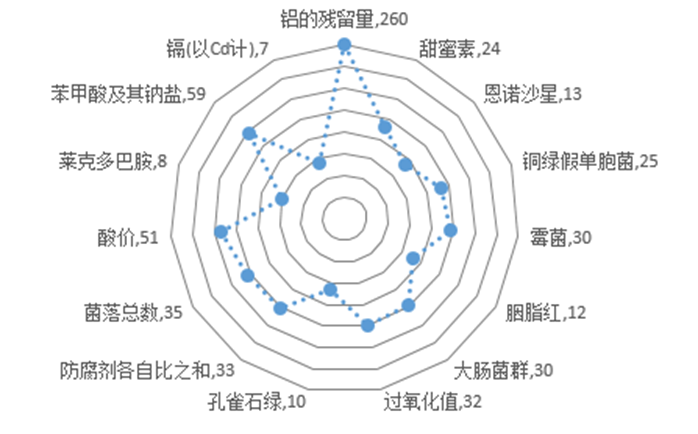 铝的残留量,260
甜蜜素,24
恩诺沙星,13
铜绿假单胞菌,25
霉菌,30
胭脂红,12
大肠菌群,30
过氧化值,32
孔雀石绿,10
防腐剂各自比之和,33
菌落总数,35
酸价,51
莱克多巴胺,8
苯甲酸及其钠盐,59
镉(以Cd计),7